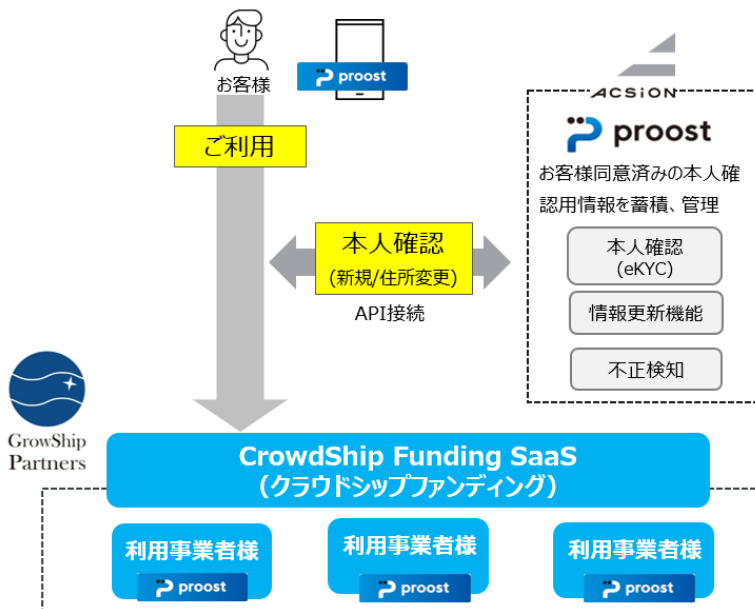 proost
お客様
ACSiON
ご利用
proost
お客様同意済みの本人確
認用情報を蓄積、管理
本人確認
(新規/住所変更)
API接続
本人確認
(eKYC)
情報更新機能
不正検知
GrowShip
Partners
CrowdShip Funding SaaS
（クラウドシップファンディング）
利用事業者様
proost
利用事業者様
proost
利用事業者様
proost